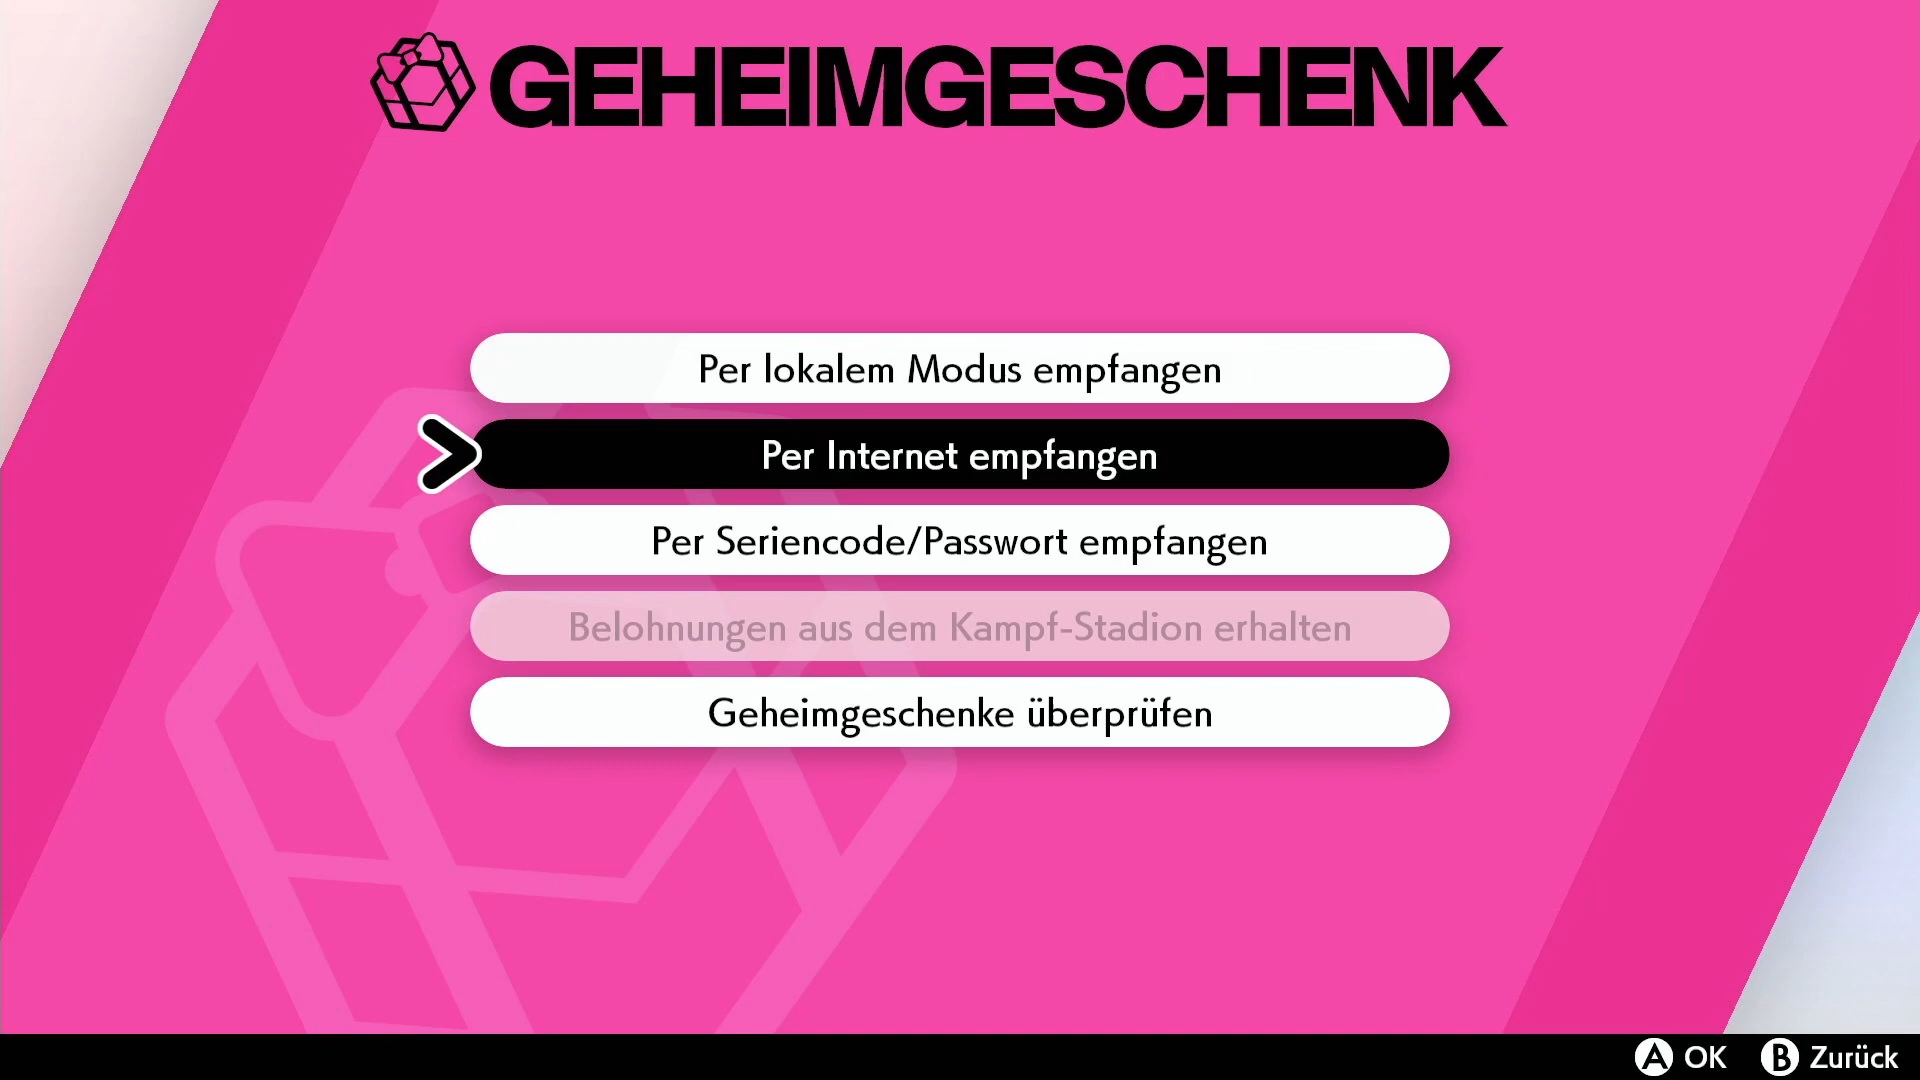 GEHEIMGESCHENK
Per lokalem Modus empfangen
Per Internet empfangen
Per Seriencode/Passwort empfangen
Belohnungen aus dem Kampf-Stadion erhalten
Geheimgeschenke überprüfen
A OK B Zurück